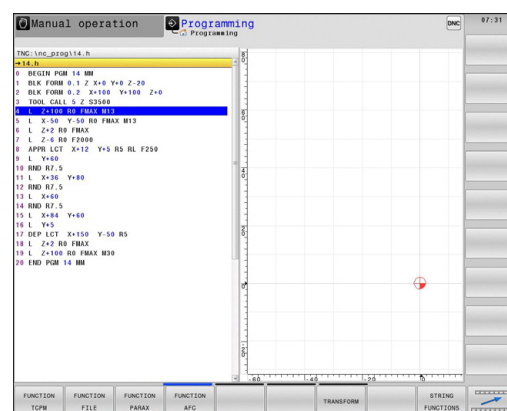 Manual operation
Programming
Programming
DNC
07:31
TNC:\nc_prog\14.h
→14.h
0 BEGIN PGM 14 MM
1 BLK FORM 0.1 Z X+0 Y+0 Z-20
2 BLK FORM 0.2 X+100 Y+100 Z+0
3 TOOL CALL 5 Z S3500
4 L Z+100 R0 FMAX M13
5 L X-50 Y-50 R0 FMAX M13
6 L Z+2 R0 FMAX
7 L Z-6 R0 F2000
8 APPR LCT X+12 Y+5 R5 RL F250
9 L Y+60
10 RND R7.5
11 L X+36 Y+80
12 RND R7.5
13 L X+60
14 RND R7.5
15 L X+84 Y+60
16 L Y+5
17 DEP LCT X+150 Y-50 R5
18 L Z+2 R0 FMAX
19 L Z+100 R0 FMAX M30
20 END PGM 14 MM
-60
-20
0
FUNCTION TCPM
FUNCTION FILE
FUNCTION PARAX
FUNCTION AFC
TRANSFORM
STRING FUNCTIONS